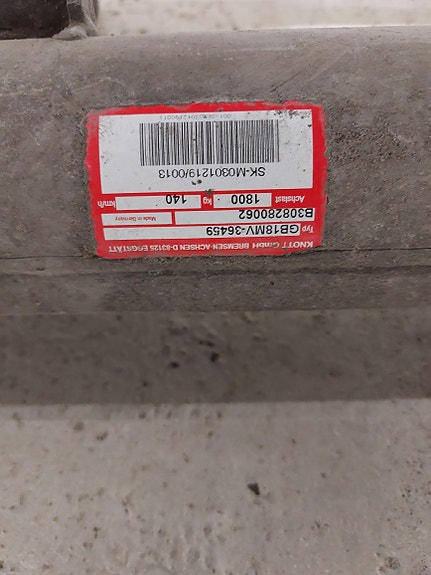 KNOTT GmbH BREMSEN-ACHSEN D-83125 EGGSTÄTT
Typ GB18MV-36459
B308280062 Made in Germany
Achslast 1800 kg 140 km/h
SK-M0301219/0013